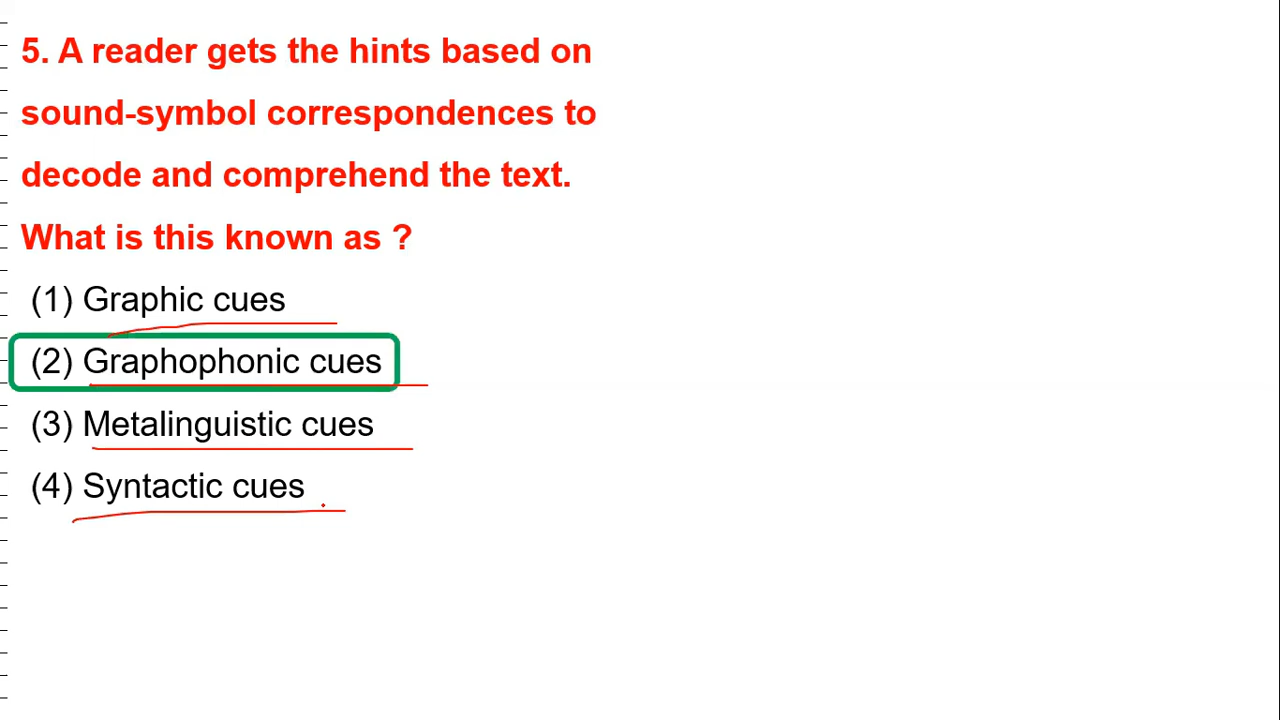 5. A reader gets the hints based on
sound-symbol correspondences to
decode and comprehend the text.
What is this known as ?
(1) Graphic cues
(2) Graphophonic cues
(3) Metalinguistic cues
(4) Syntactic cues